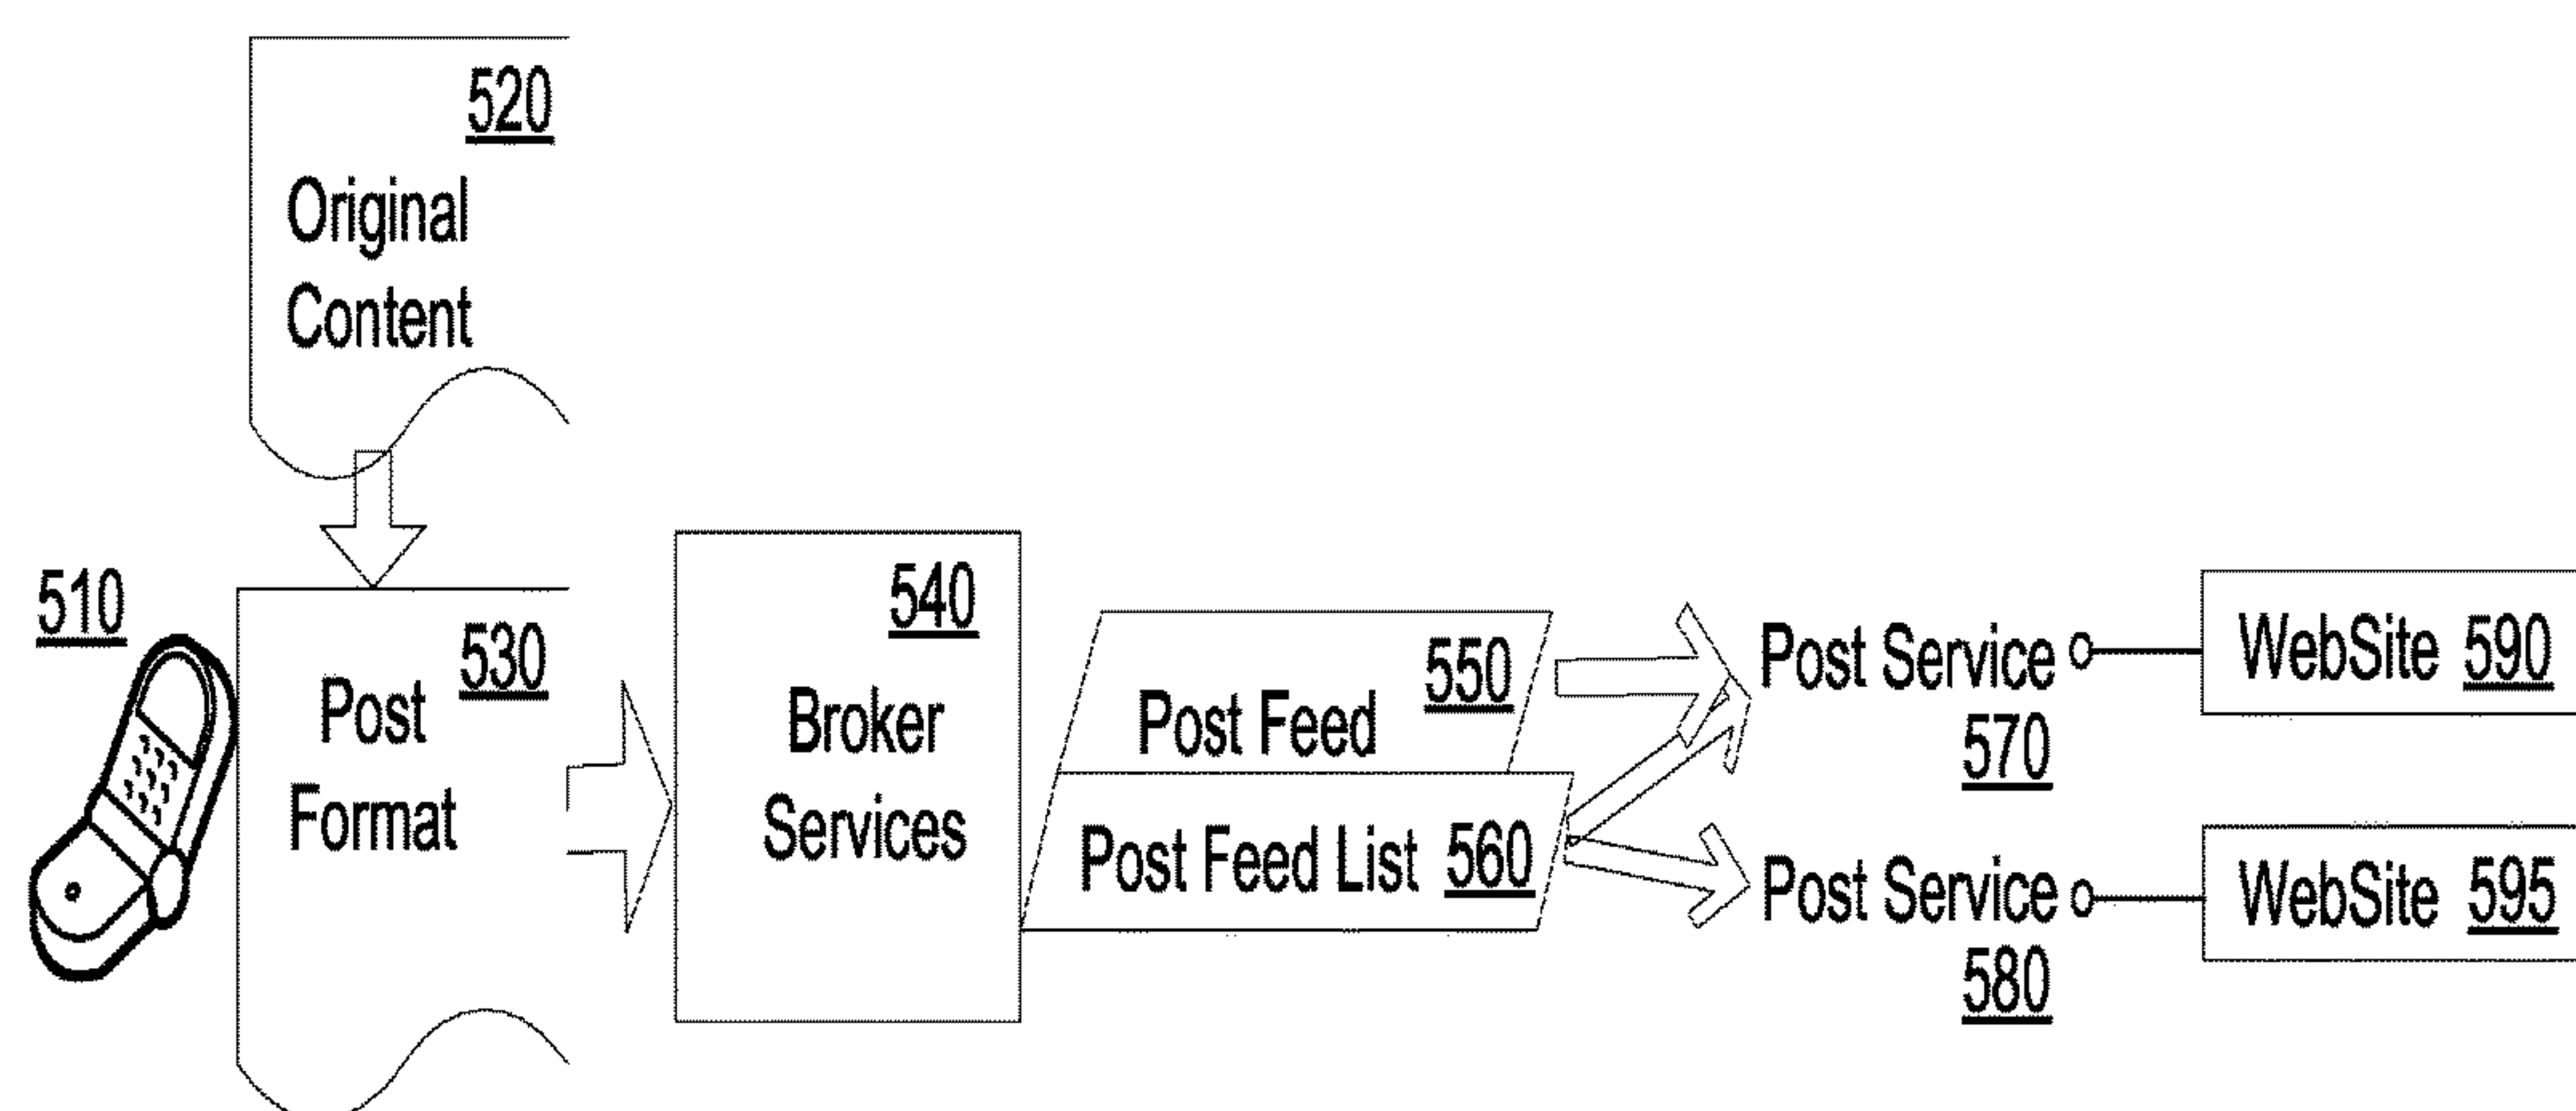 520
Original
Content
510
530
Post
Format
540
Broker
Services
550
Post Feed
Post Feed List 560
Post Service
570
WebSite 590
Post Service
580
WebSite 595